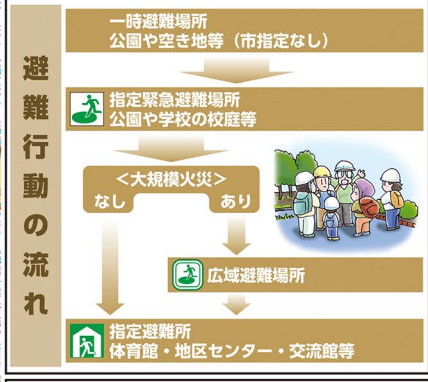 避難行動の流れ
一時避難場所
公園や空き地等（市指定なし）
指定緊急避難場所
公園や学校の校庭等
＜大規模火災＞
なし
あり
広域避難場所
指定避難所
体育館・地区センター・交流館等